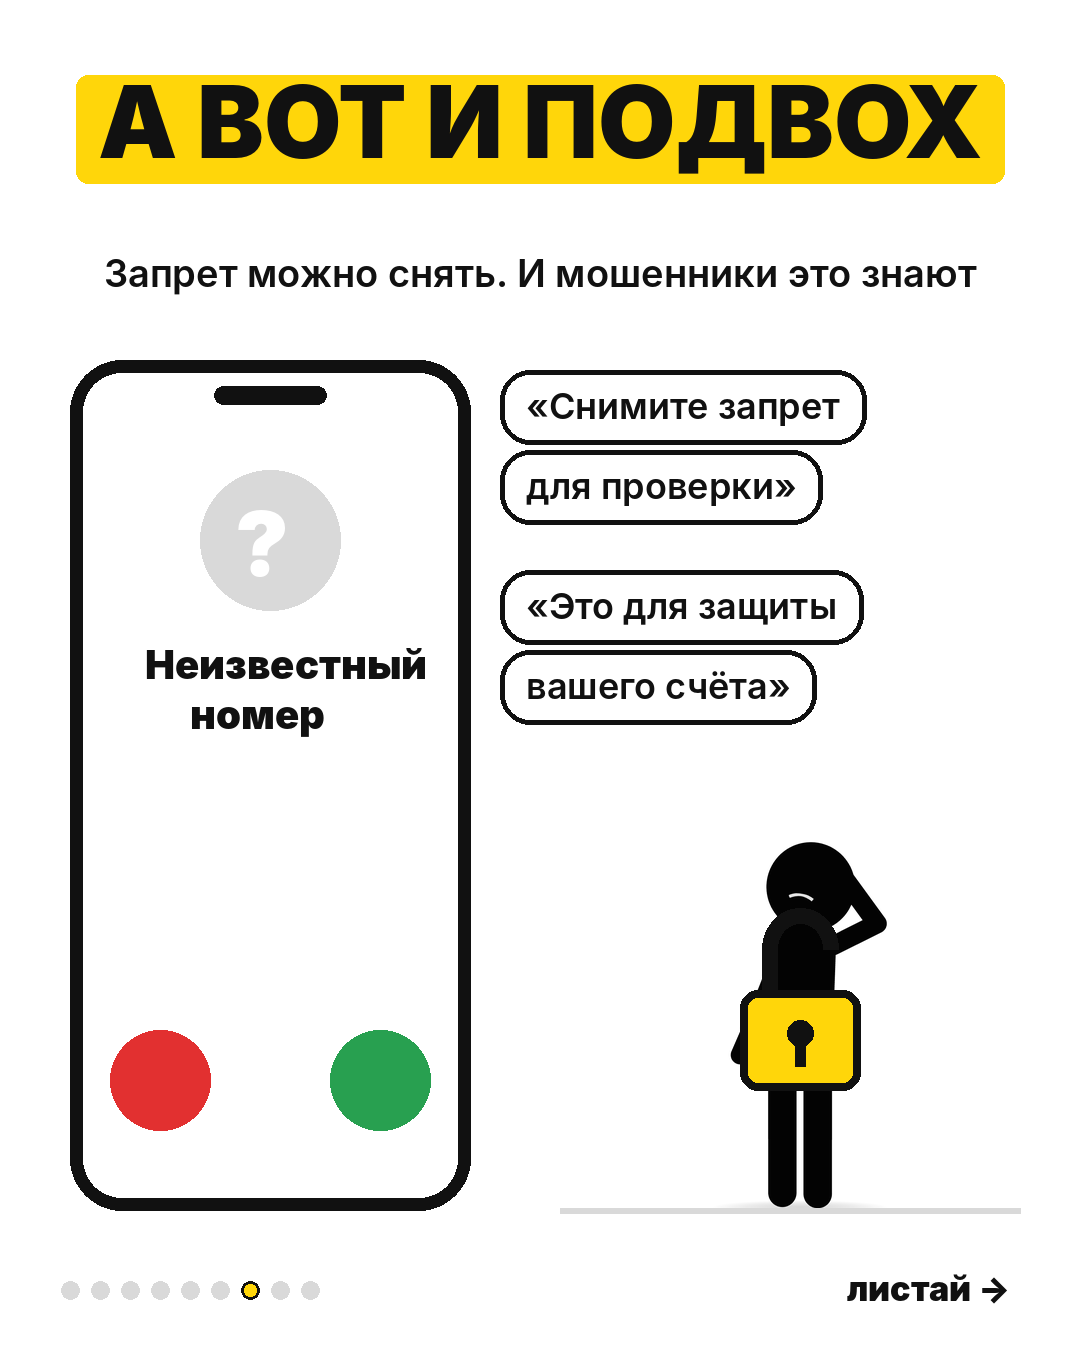 А ВОТ И ПОДВОХ
Запрет можно снять. И мошенники это знают
?
Неизвестный
номер
«Снимите запрет
для проверки»
«Это для защиты
вашего счёта»
листай →